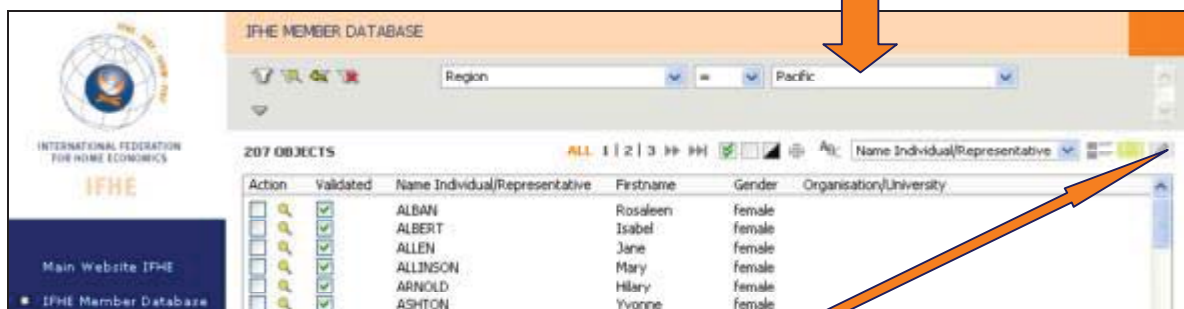 IFHE MEMBER DATABASE
Region = Pacific
INTERNATIONAL FEDERATION
FOR HOME ECONOMICS
IFHE
207 OBJECTS ALL 1 | 2 | 3 Name Individual/Representative
Action Validated Name Individual/Representative Firstname Gender Organisation/University
ALBAN Rosaleen female
ALBERT Isabel female
ALLEN Jane female
ALLINSON Mary female
ARNOLD Hilary female
ASHTON Yvonne female
Main Website IFHE
IFHE Member Database